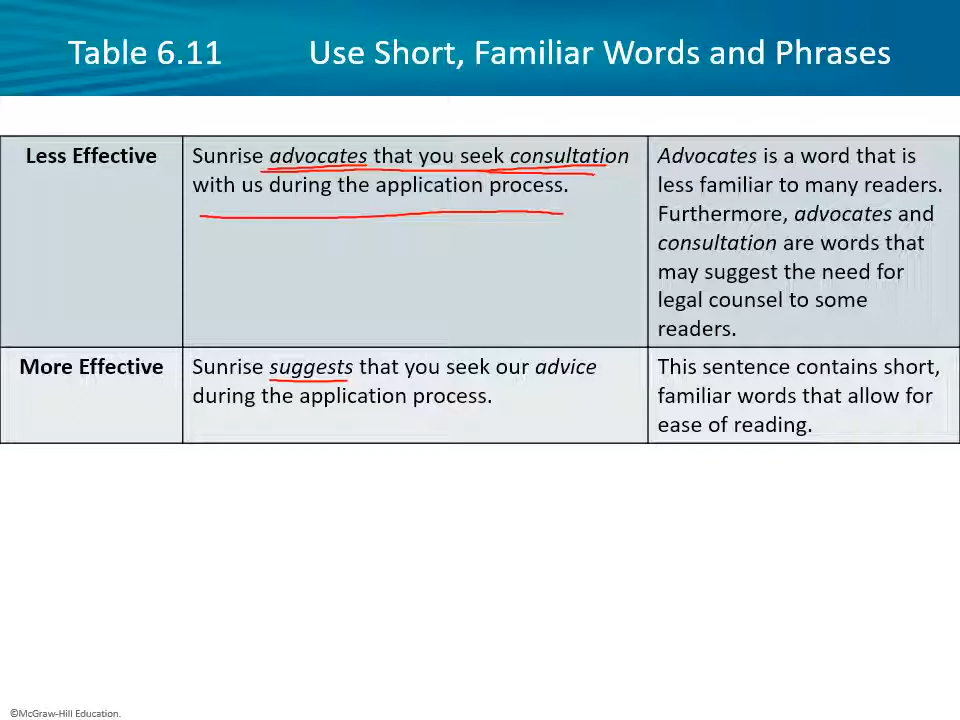 Table 6.11 Use Short, Familiar Words and Phrases
Less Effective
Sunrise advocates that you seek consultation
with us during the application process.
Advocates is a word that is
less familiar to many readers.
Furthermore, advocates and
consultation are words that
may suggest the need for
legal counsel to some
readers.
More Effective
Sunrise suggests that you seek our advice
during the application process.
This sentence contains short,
familiar words that allow for
ease of reading.
©McGraw-Hill Education.